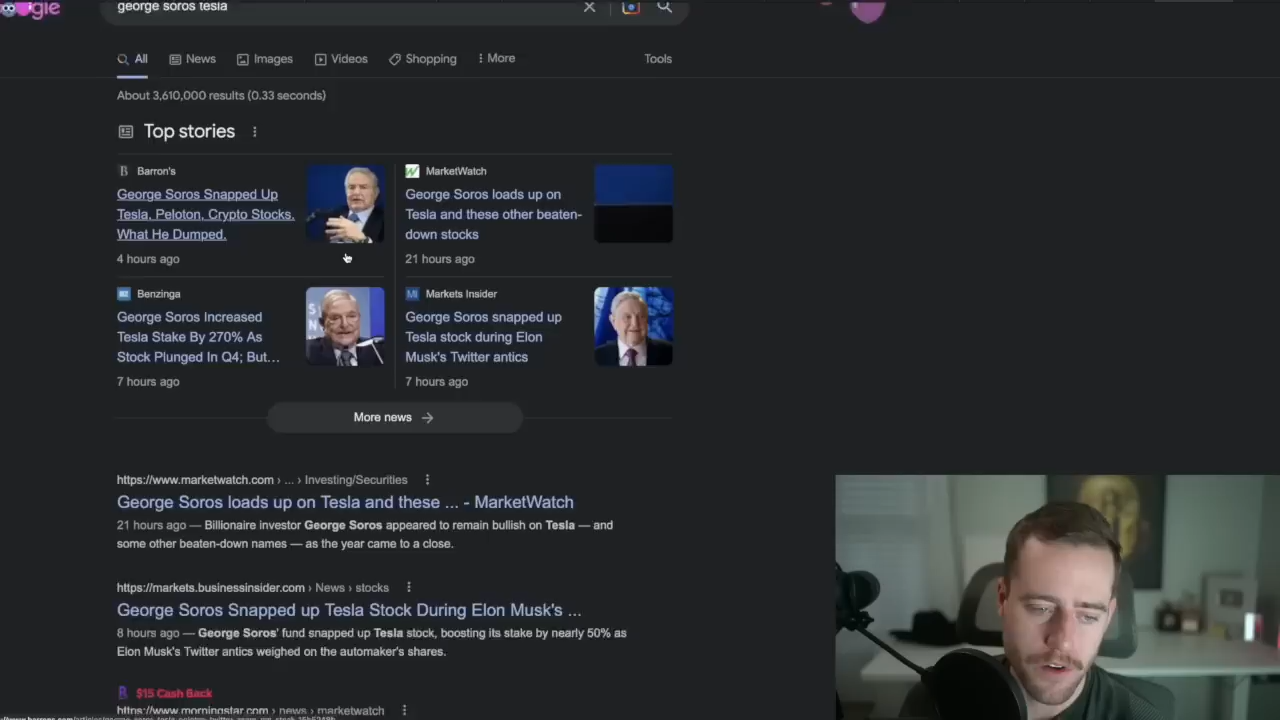 george soros tesla
All
News
Images
Videos
Shopping
More
Tools
About 3,610,000 results (0.33 seconds)
Top stories
Barron's
George Soros Snapped Up
Tesla, Peloton, Crypto Stocks.
What He Dumped.
4 hours ago
MarketWatch
George Soros loads up on
Tesla and these other beaten-
down stocks
21 hours ago
Benzinga
George Soros Increased
Tesla Stake By 270% As
Stock Plunged In Q4; But...
7 hours ago
Markets Insider
George Soros snapped up
Tesla stock during Elon
Musk's Twitter antics
7 hours ago
More news
https://www.marketwatch.com › ... › Investing/Securities
George Soros loads up on Tesla and these ... - MarketWatch
21 hours ago — Billionaire investor George Soros appeared to remain bullish on Tesla — and
some other beaten-down names — as the year came to a close.
https://markets.businessinsider.com › News › stocks
George Soros Snapped up Tesla Stock During Elon Musk's ...
8 hours ago — George Soros' fund snapped up Tesla stock, boosting its stake by nearly 50% as
Elon Musk's Twitter antics weighed on the automaker's shares.
$15 Cash Back
https://www.morningstar.com › news › marketwatch